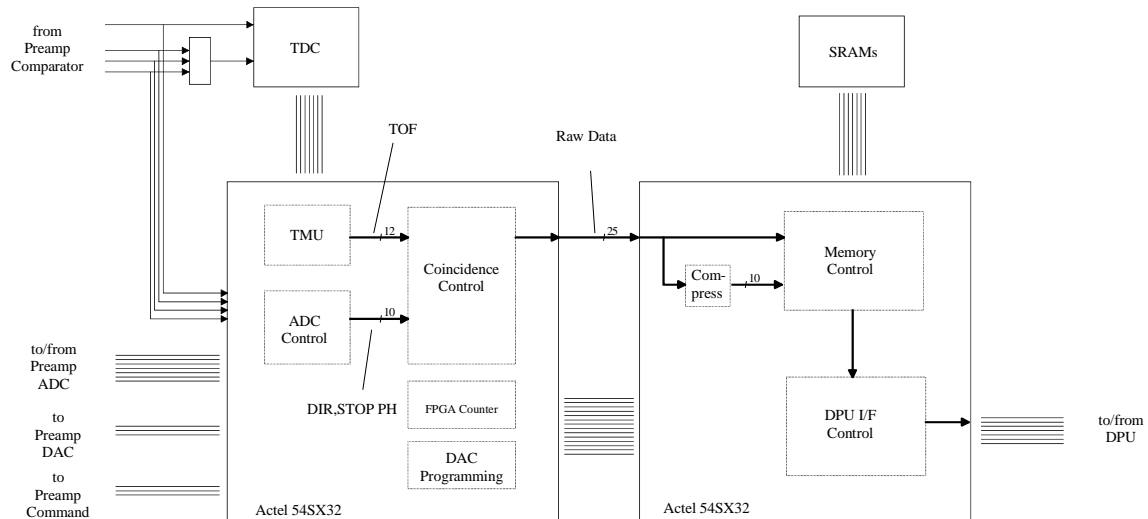 from
Preamp
Comparator
TDC
SRAMs
TOF
Raw Data
TMU
12
Coincidence
Control
25
Memory
Control
Com-
press
10
ADC
Control
10
to/from
Preamp
ADC
DIR,STOP PH
FPGA Counter
DPU I/F
Control
to/from
DPU
to
Preamp
DAC
DAC
Programming
to
Preamp
Command
Actel 54SX32
Actel 54SX32